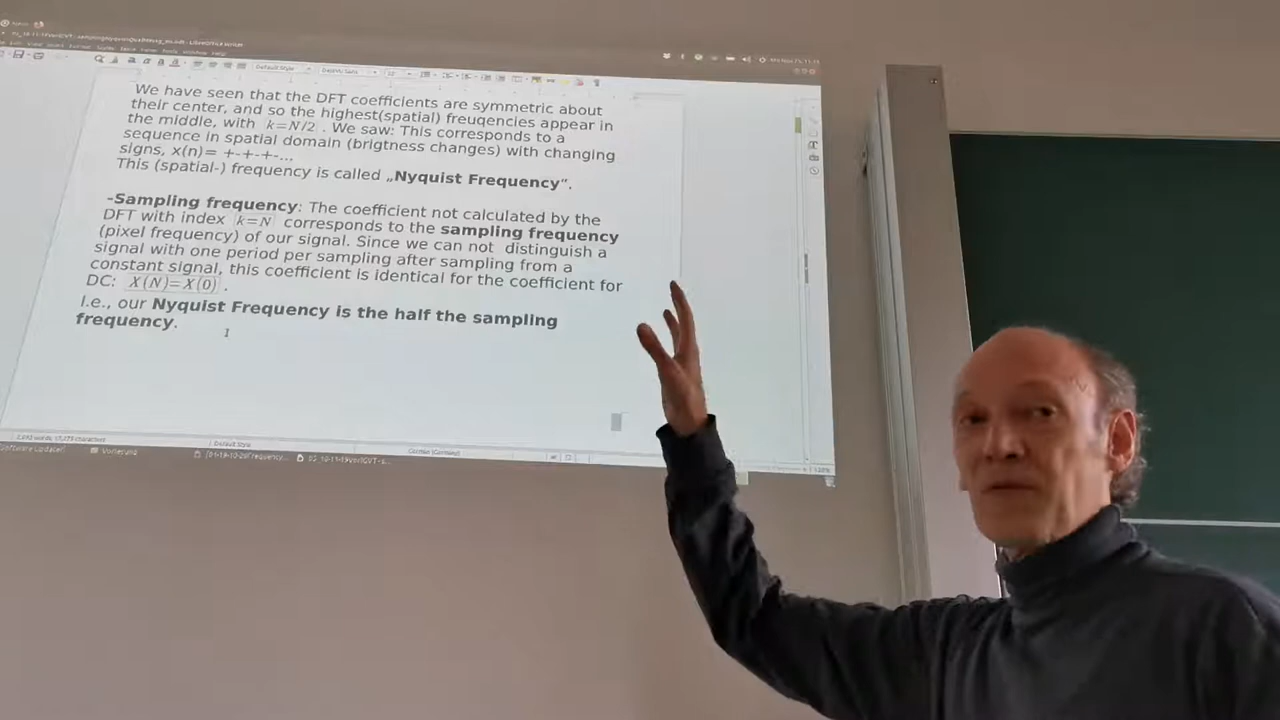 We have seen that the DFT coefficients are symmetric about
their center, and so the highest(spatial) freuqencies appear in
the middle, with k=N/2 . We saw: This corresponds to a
sequence in spatial domain (brigtness changes) with changing
signs, x(n)= +-+-+-...
This (spatial-) frequency is called „Nyquist Frequency“.
-Sampling frequency: The coefficient not calculated by the
DFT with index k=N corresponds to the sampling frequency
(pixel frequency) of our signal. Since we can not distinguish a
signal with one period per sampling after sampling from a
constant signal, this coefficient is identical for the coefficient for
DC: X(N)=X(0) .
I.e., our Nyquist Frequency is the half the sampling
frequency.
Default Style